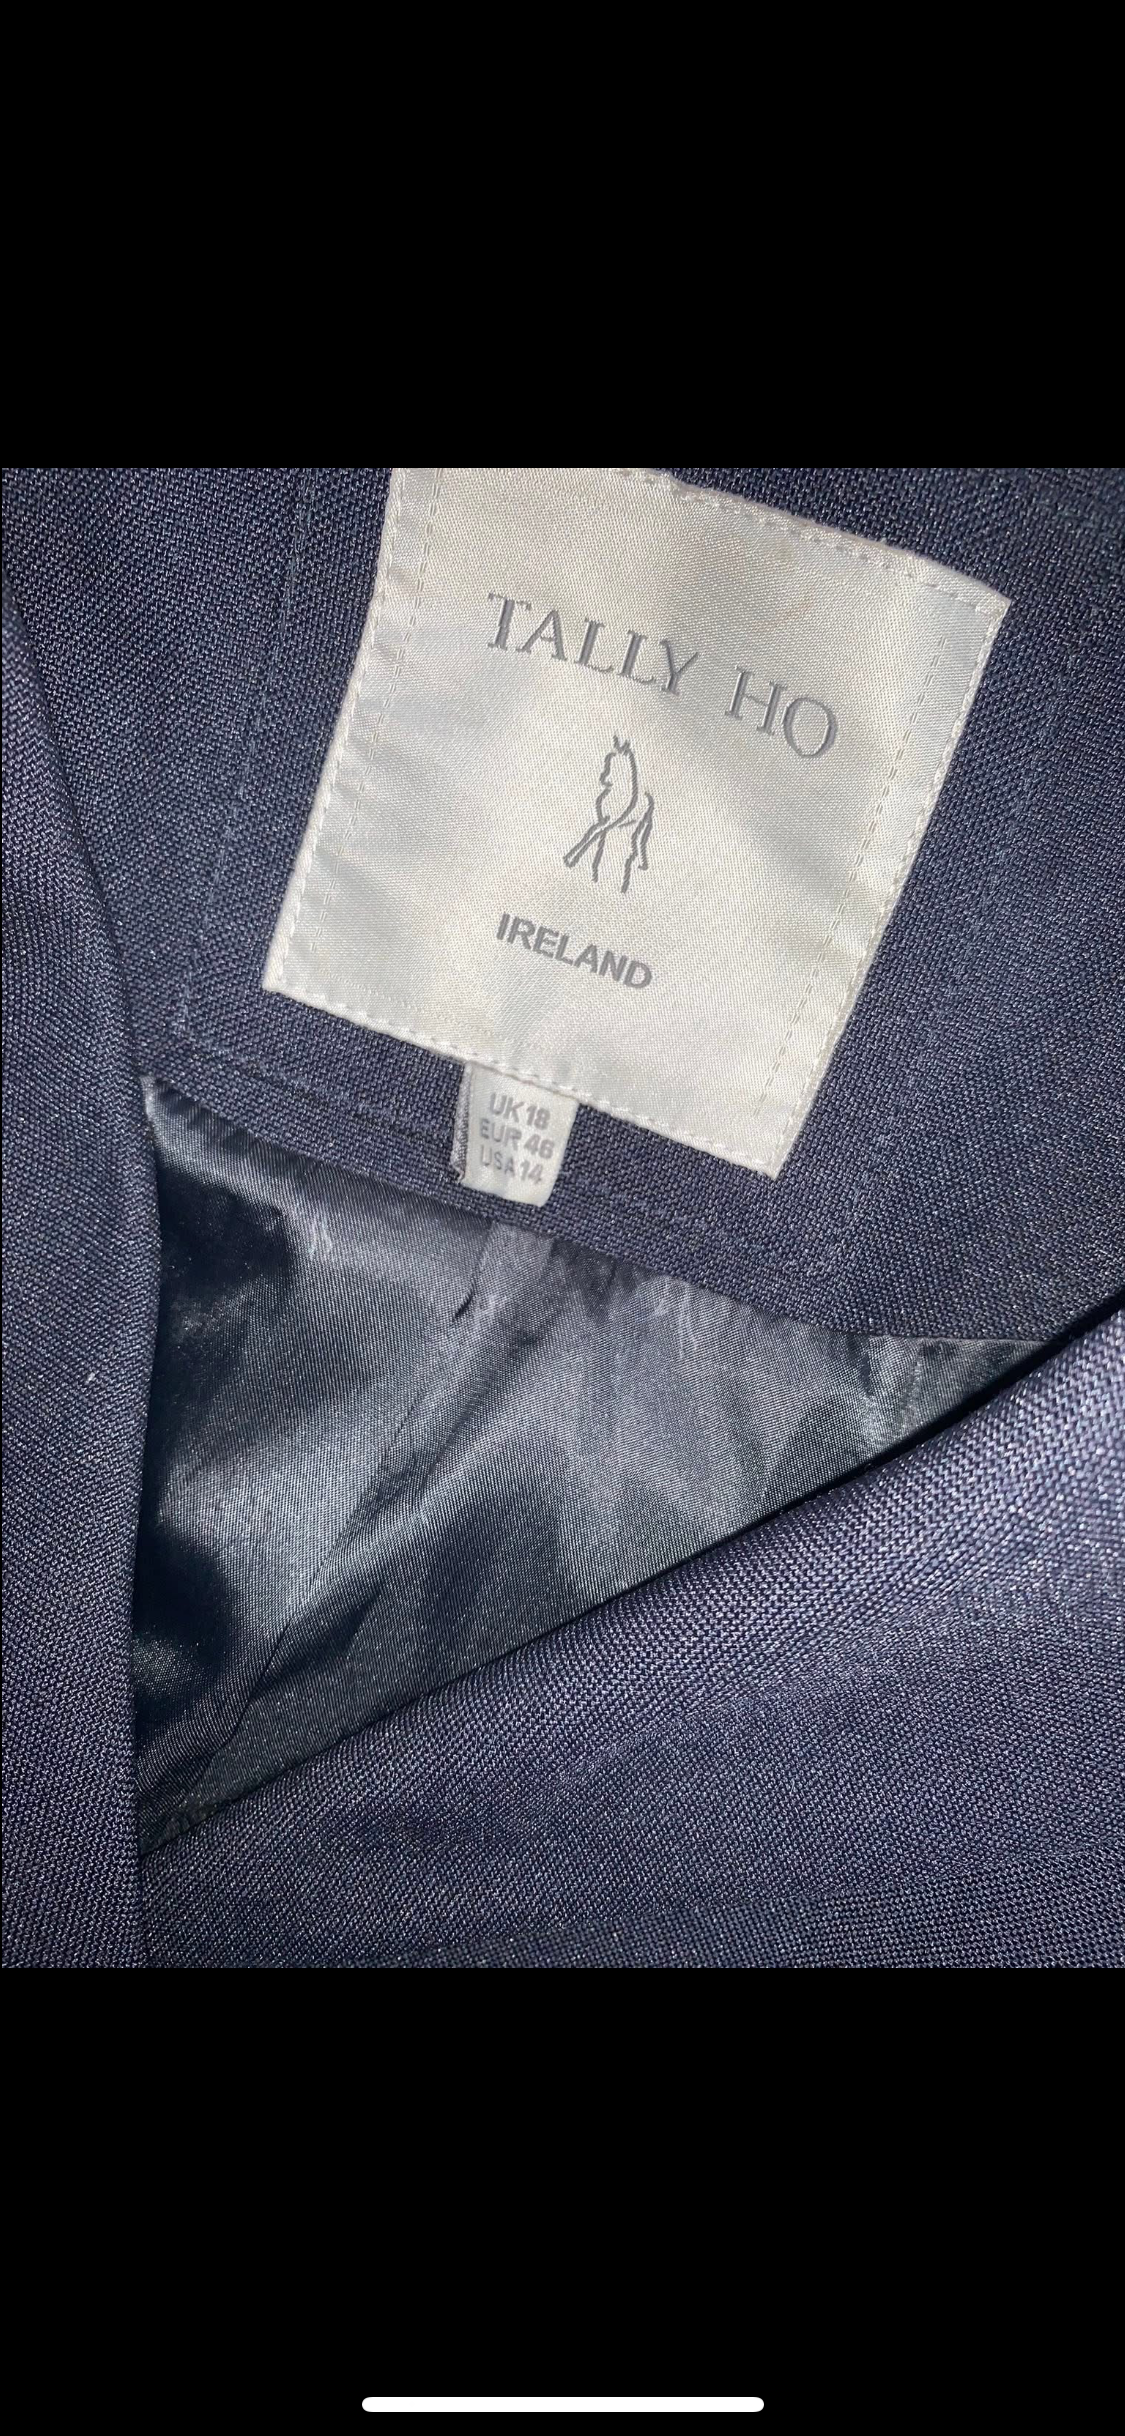 TALLY HO
IRELAND
UK 18
EUR 46
USA 14